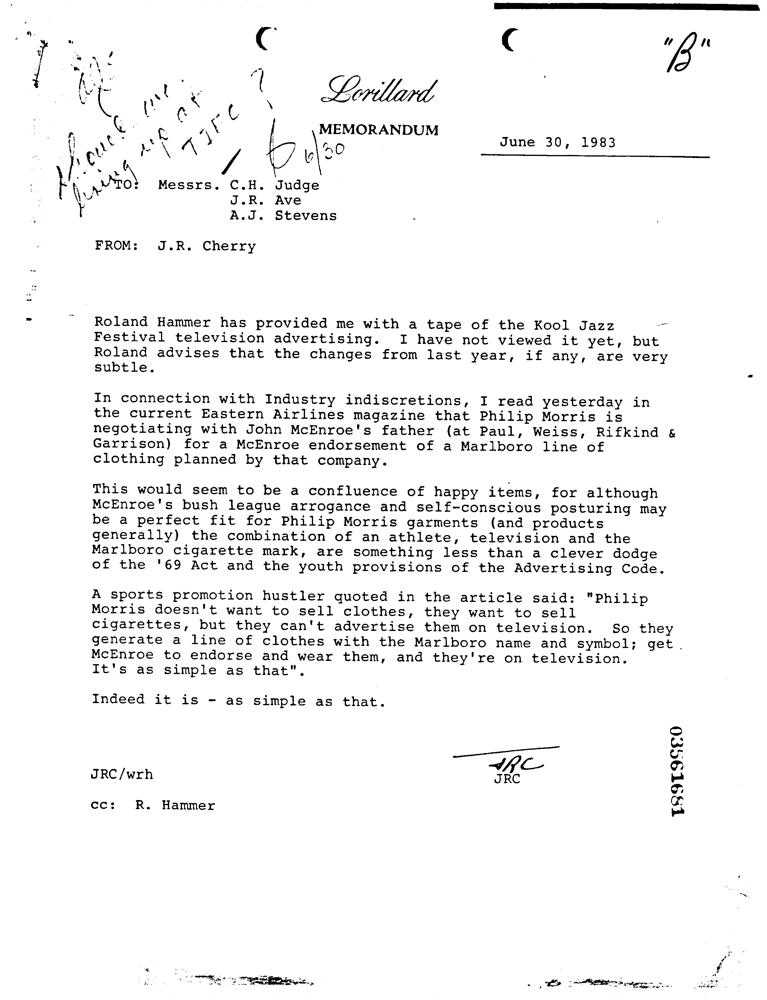 "B"
Lorillard
MEMORANDUM
June 30, 1983
6/30
TO: Messrs. C.H. Judge
J.R. Ave
A.J. Stevens
FROM: J.R. Cherry
Roland Hammer has provided me with a tape of the Kool Jazz
Festival television advertising. I have not viewed it yet, but
Roland advises that the changes from last year, if any, are very
subtle.
In connection with Industry indiscretions, I read yesterday in
the current Eastern Airlines magazine that Philip Morris is
negotiating with John McEnroe's father (at Paul, Weiss, Rifkind &
Garrison) for a McEnroe endorsement of a Marlboro line of
clothing planned by that company.
This would seem to be a confluence of happy items, for although
McEnroe's bush league arrogance and self-conscious posturing may
be a perfect fit for Philip Morris garments (and products
generally) the combination of an athlete, television and the
Marlboro cigarette mark, are something less than a clever dodge
of the '69 Act and the youth provisions of the Advertising Code.
A sports promotion hustler quoted in the article said: "Philip
Morris doesn't want to sell clothes, they want to sell
cigarettes, but they can't advertise them on television. So they
generate a line of clothes with the Marlboro name and symbol; get
McEnroe to endorse and wear them, and they're on television.
It's as simple as that".
Indeed it is - as simple as that.
JRC
JRC/wrh
JRC
cc: R. Hammer
03561681